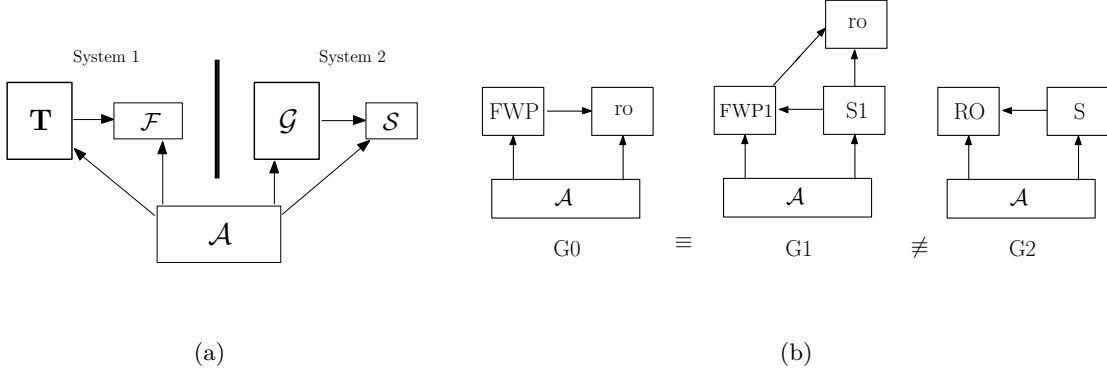 System 1
System 2
T
ℱ
𝒢
𝒮
𝒜
(a)
ro
FWP
ro
FWP1
S1
RO
S
𝒜
𝒜
𝒜
G0
≡
G1
≢
G2
(b)